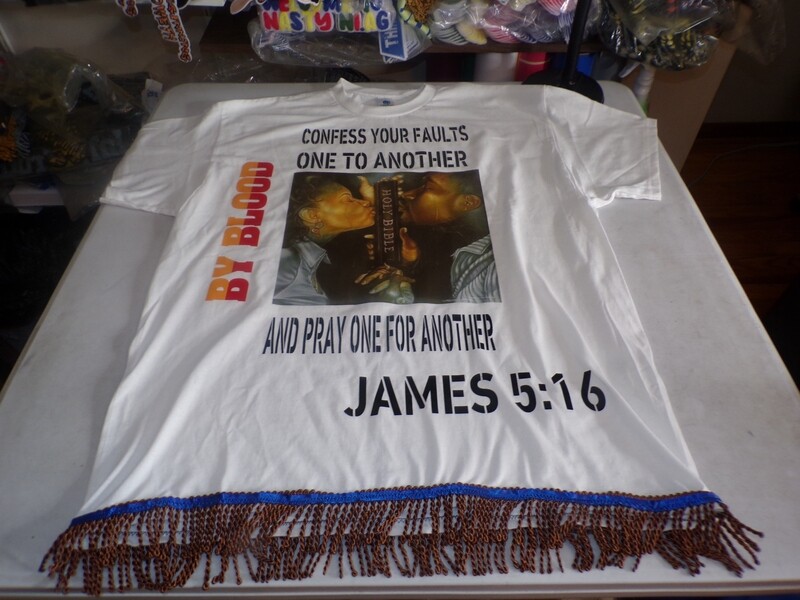 CONFESS YOUR FAULTS
ONE TO ANOTHER
BY BLOOD
HOLY BIBLE
AND PRAY ONE FOR ANOTHER
JAMES 5:16